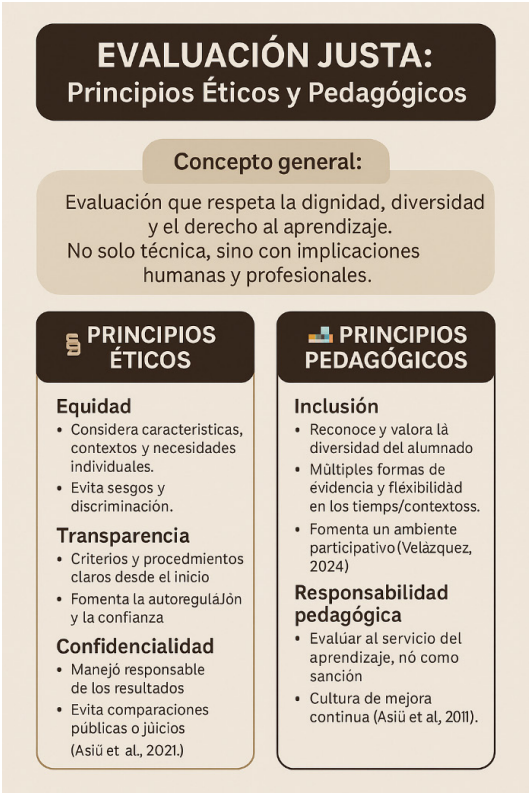 EVALUACIÓN JUSTA:
Principios Éticos y Pedagógicos
Concepto general:
Evaluación que respeta la dignidad, diversidad
y el derecho al aprendizaje.
No solo técnica, sino con implicaciones
humanas y profesionales.
§ PRINCIPIOS
ÉTICOS
Equidad
• Considera caracteristicas,
contextos y necesidades
individuales.
• Evita sesgos y
discriminación.
Transparencia
• Criterios y procedmientos
claros desde el inicio
• Fomenta la autoreguláJòn
y la confianza
Confidencialidad
• Manejó responsable
de los resultados
• Evita comparaciones
públicas o jùicios
(Asiű et al., 2021.)
PRINCIPIOS
PEDAGÓGICOS
Inclusión
• Reconoce y valora là
diversidad del alumnado
• Mùltiples formas de
évidencia y fléxibilidàd
en los tiemps/contextoss.
• Fomenta un ambiente
participativo (Velàzquez,
2024)
Responsabilidad
pedagógica
• Evalúar al servicio del
aprendizaje, nó como
sanción
• Cultura de mejora
continua (Asiü et al, 2011).